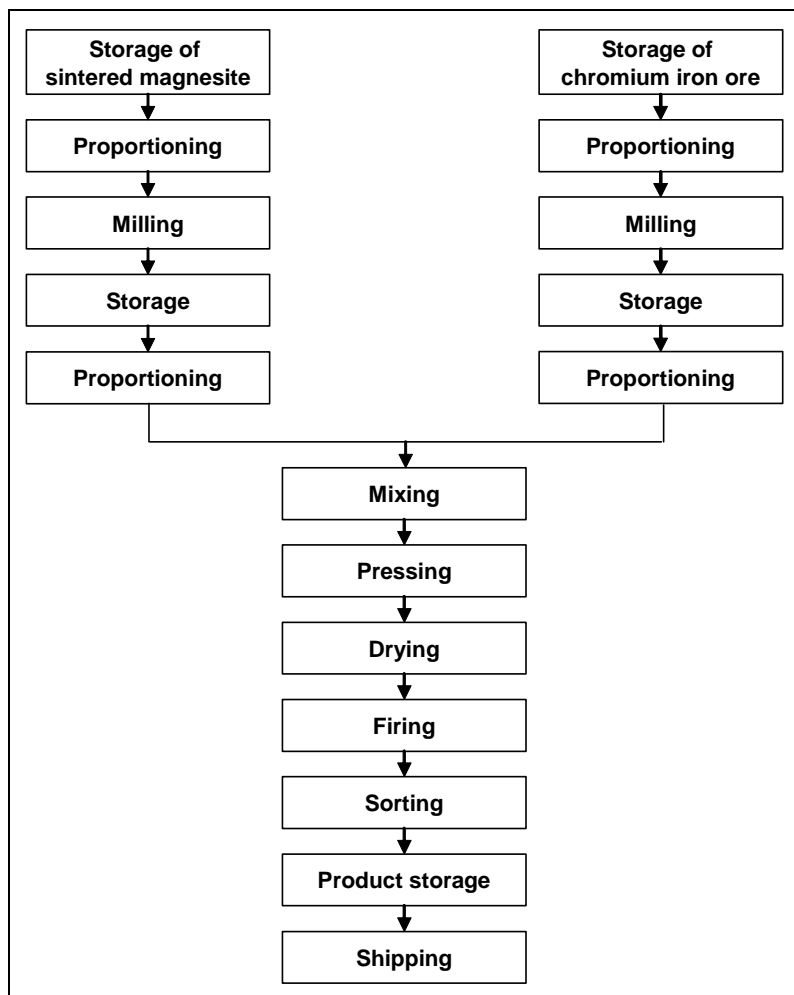 Storage of
sintered magnesite
Proportioning
Milling
Storage
Proportioning
Storage of
chromium iron ore
Proportioning
Milling
Storage
Proportioning
Mixing
Pressing
Drying
Firing
Sorting
Product storage
Shipping